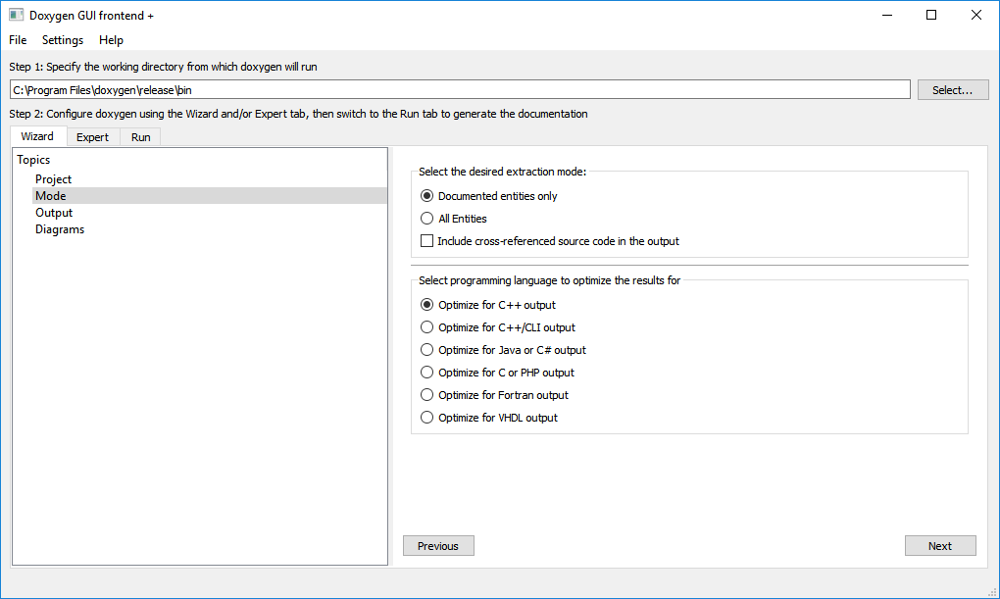 Doxygen GUI frontend +
File Settings Help
Step 1: Specify the working directory from which doxygen will run
C:\Program Files\doxygen\release\bin
Select...
Step 2: Configure doxygen using the Wizard and/or Expert tab, then switch to the Run tab to generate the documentation
Wizard Expert Run
Topics
Project
Mode
Output
Diagrams
Select the desired extraction mode:
Documented entities only
All Entities
Include cross-referenced source code in the output
Select programming language to optimize the results for
Optimize for C++ output
Optimize for C++/CLI output
Optimize for Java or C# output
Optimize for C or PHP output
Optimize for Fortran output
Optimize for VHDL output
Previous
Next